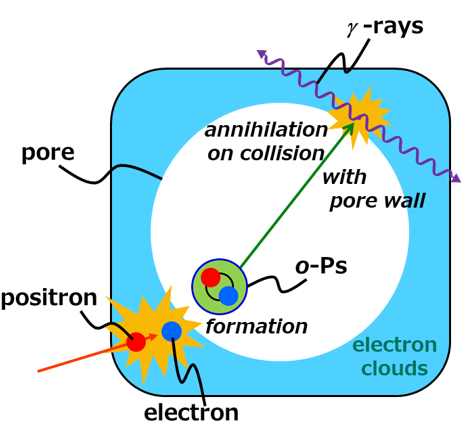 γ -rays
annihilation
on collision
with
pore wall
pore
o-Ps
positron
formation
electron
clouds
electron